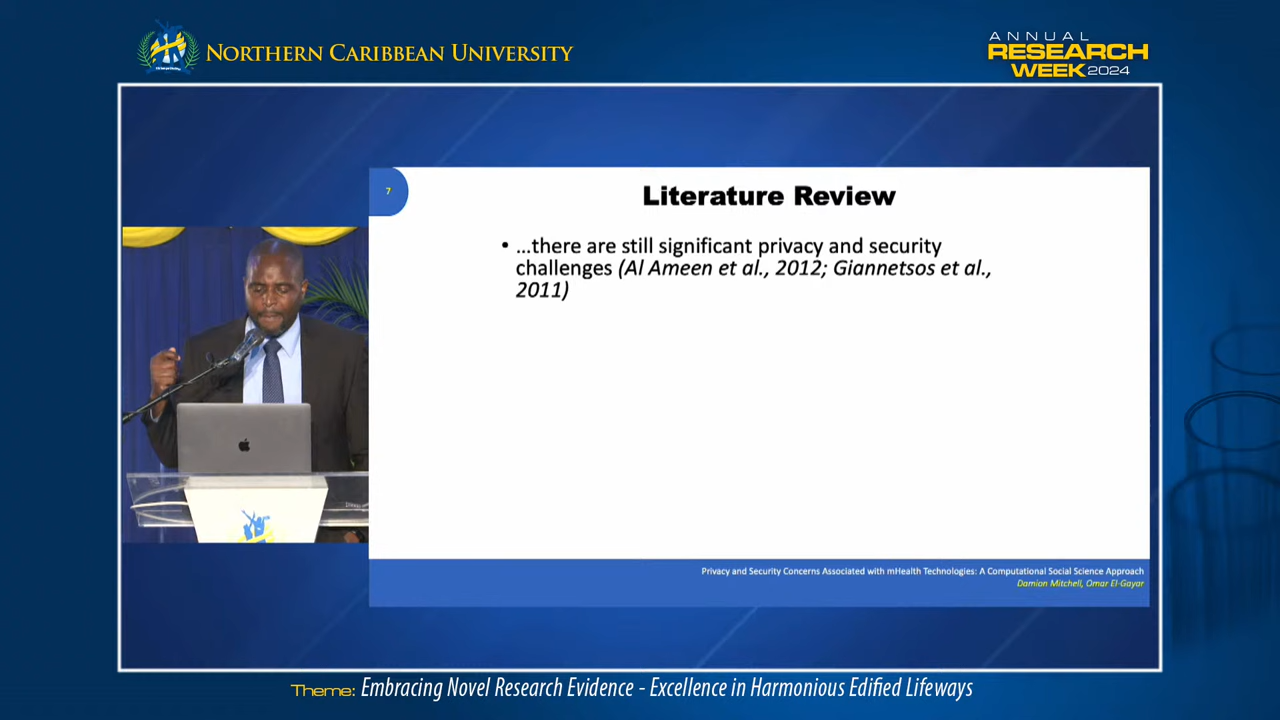 NORTHERN CARIBBEAN UNIVERSITY
ANNUAL
RESEARCH
WEEK 2024
7
Literature Review
• ...there are still significant privacy and security
challenges (Al Ameen et al., 2012; Giannetsos et al.,
2011)
Privacy and Security Concerns Associated with mHealth Technologies: A Computational Social Science Approach
Damion Mitchell, Omar El-Gayar
Theme: Embracing Novel Research Evidence - Excellence in Harmonious Edified Lifeways